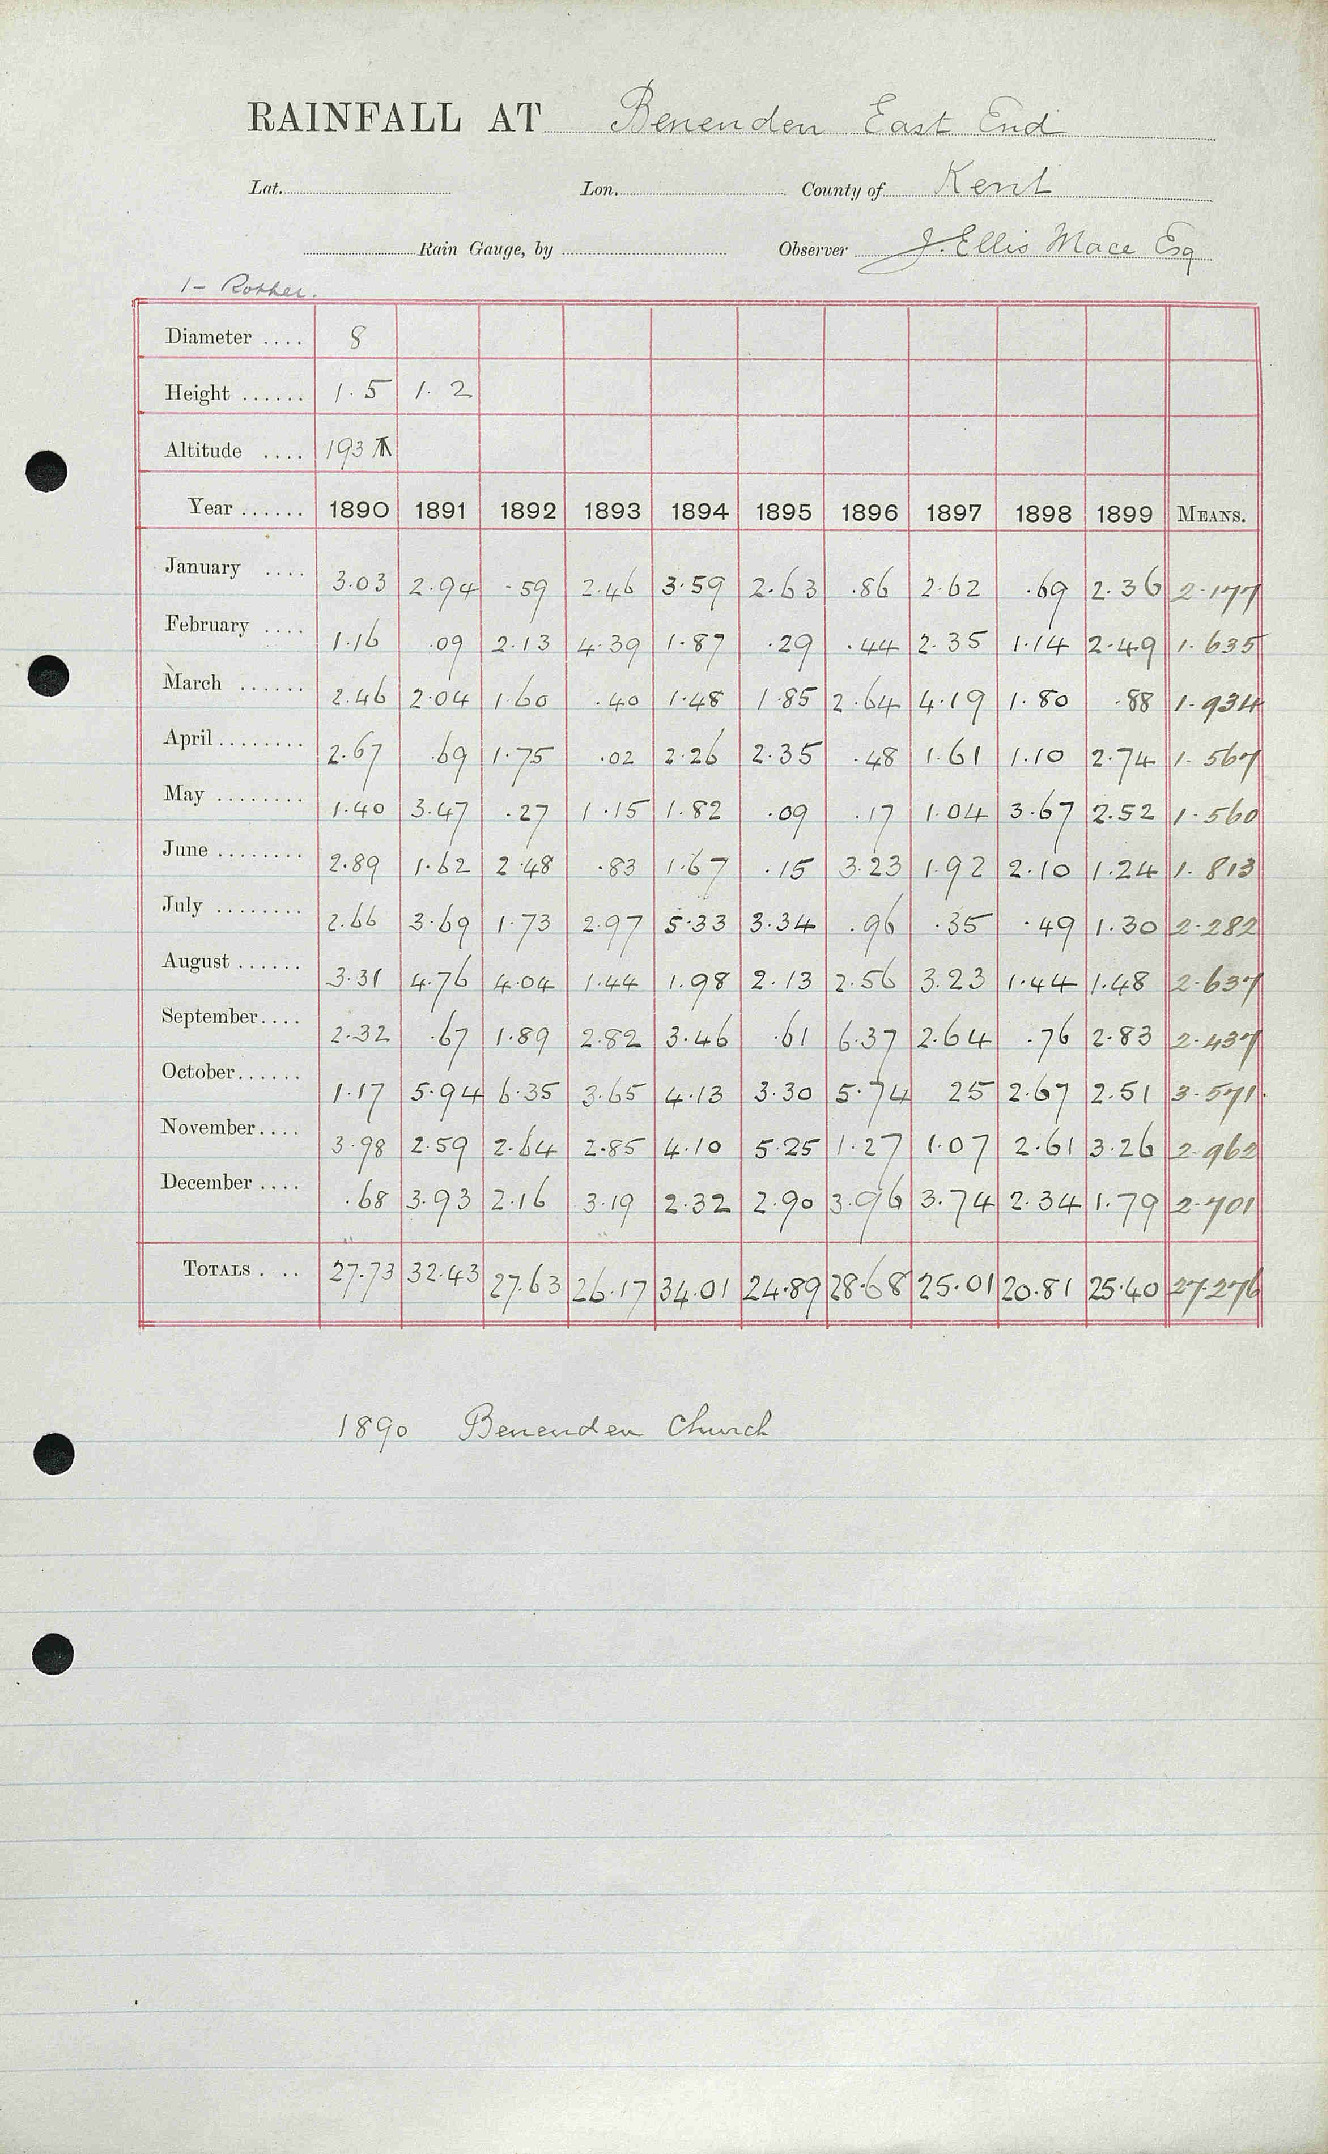 RAINFALL AT Benenden East End
Lat. Lon. County of Kent
Rain Gauge, by Observer J. Ellis Mace Esq
1- Rother.
Diameter .... 8
Height ...... 1.5 1.2
Altitude .... 193
Year ...... 1890 1891 1892 1893 1894 1895 1896 1897 1898 1899 MEANS.
January .... 3.03 2.94 .59 2.46 3.59 2.63 .86 2.62 .69 2.36 2.177
February .... 1.16 .09 2.13 4.39 1.87 .29 .44 2.35 1.14 2.49 1.635
March ...... 2.46 2.04 1.60 .40 1.48 1.85 2.64 4.19 1.80 .88 1.934
April ........ 2.67 .69 1.75 .02 2.26 2.35 .48 1.61 1.10 2.74 1.567
May ........ 1.40 3.47 .27 1.15 1.82 .09 .17 1.04 3.67 2.52 1.560
June ........ 2.89 1.62 2.48 .83 1.67 .15 3.23 1.92 2.10 1.24 1.813
July ........ 2.66 3.69 1.73 2.97 5.33 3.34 .96 .35 .49 1.30 2.282
August ...... 3.31 4.76 4.04 1.44 1.98 2.13 2.56 3.23 1.44 1.48 2.637
September .... 2.32 .67 1.89 2.82 3.46 .61 6.37 2.64 .76 2.83 2.437
October ...... 1.17 5.94 6.35 3.65 4.13 3.30 5.74 25 2.67 2.51 3.571
November .... 3.98 2.59 2.64 2.85 4.10 5.25 1.27 1.07 2.61 3.26 2.962
December .... .68 3.93 2.16 3.19 2.32 2.90 3.96 3.74 2.34 1.79 2.701
TOTALS .... 27.73 32.43 27.63 26.17 34.01 24.89 28.68 25.01 20.81 25.40 27.276
1890 Benenden Church